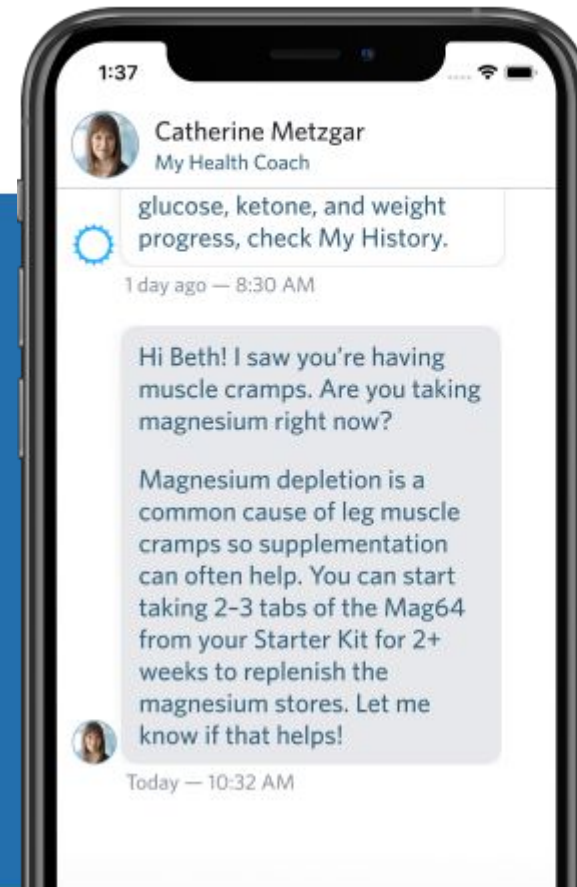 1:37
Catherine Metzgar
My Health Coach
glucose, ketone, and weight
progress, check My History.
1 day ago — 8:30 AM
Hi Beth! I saw you’re having
muscle cramps. Are you taking
magnesium right now?
Magnesium depletion is a
common cause of leg muscle
cramps so supplementation
can often help. You can start
taking 2–3 tabs of the Mag64
from your Starter Kit for 2+
weeks to replenish the
magnesium stores. Let me
know if that helps!
Today — 10:32 AM